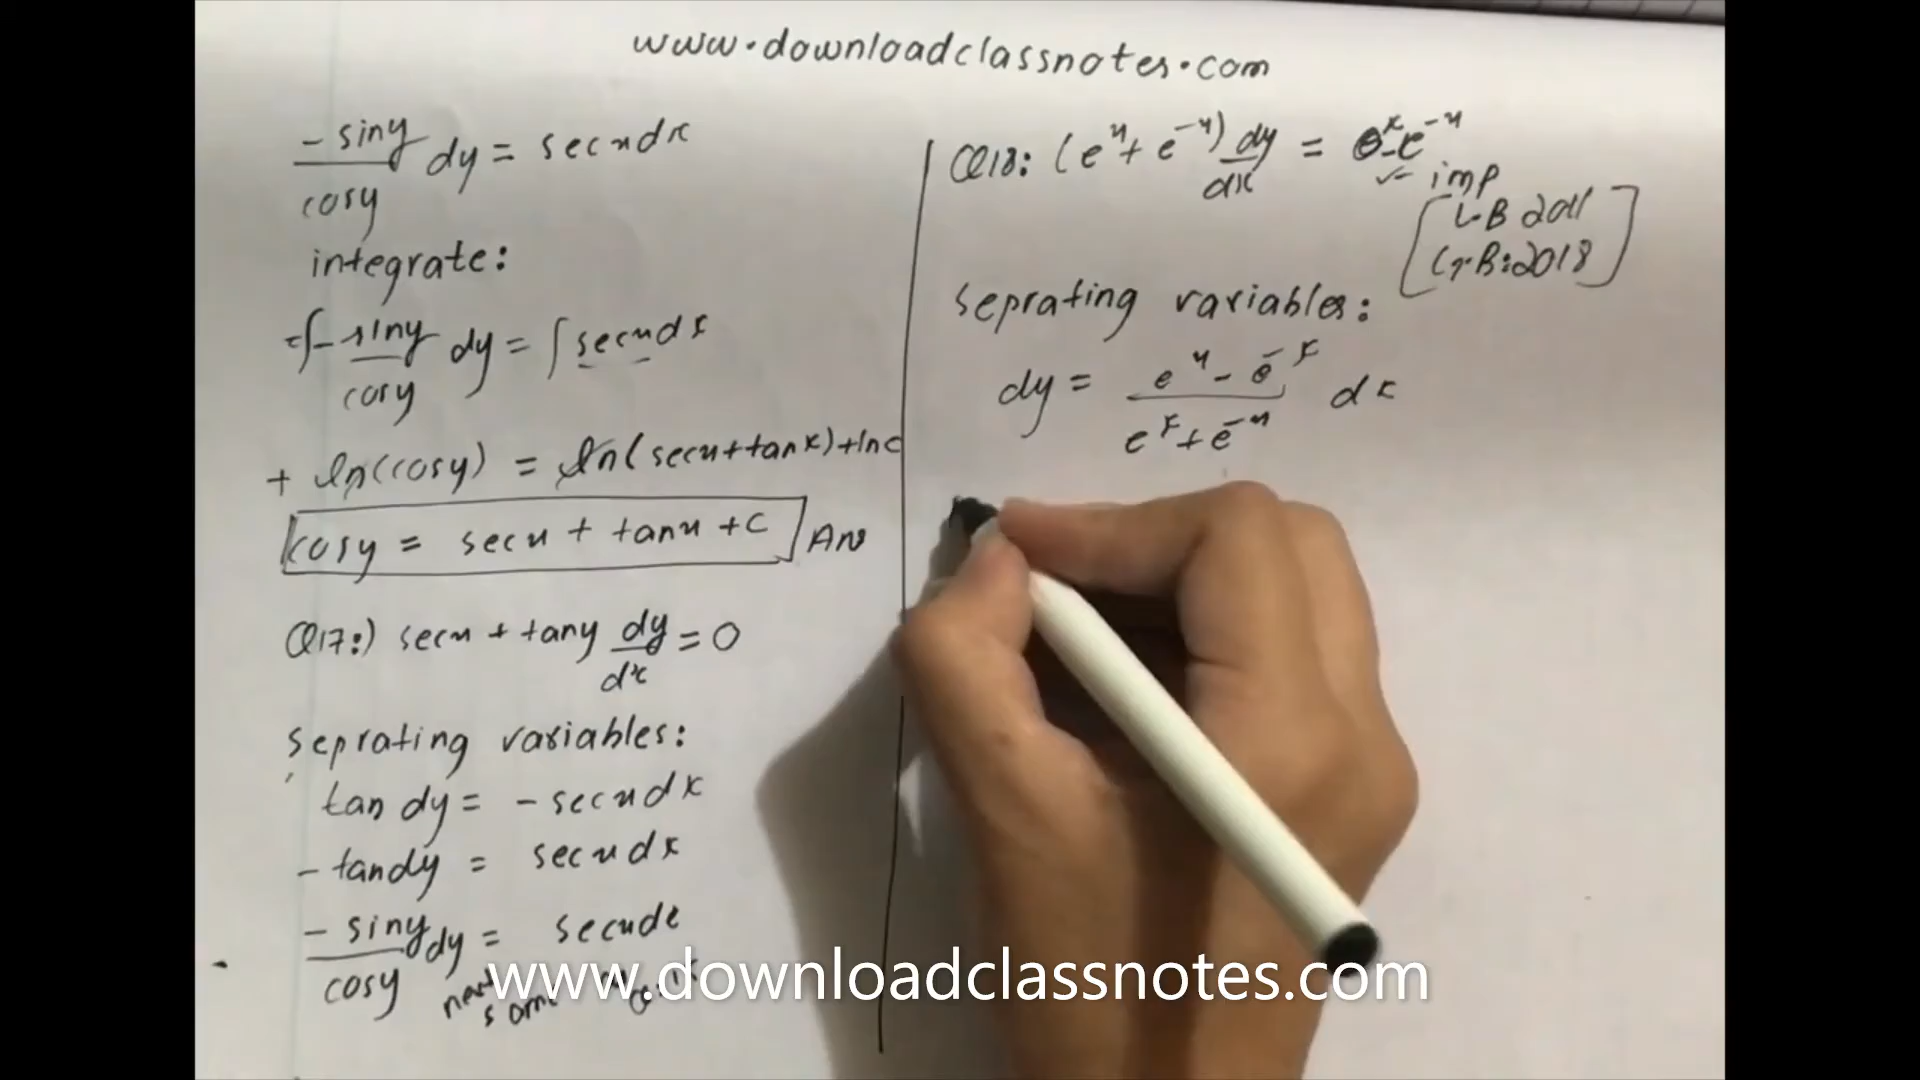 www.downloadclassnotes.com
-siny/cosy dy = secxdx
integrate:
=∫-siny/cosy dy = ∫secxdx
+ ln(cosy) = ln(secx+tanx)+lnc
cosy = secx + tanx +c Ans
Q17:) secx + tany dy/dx = 0
seprating variables:
tan dy = - secxdx
- tandy = secxdx
-siny/cosy dy = secxdx
Q18: (e^x + e^-x) dy/dx = e^x-e^-x
imp
L-B 2011
G-B:2018
seprating variables:
dy = e^x - e^-x / e^x + e^-x dx
www.downloadclassnotes.com